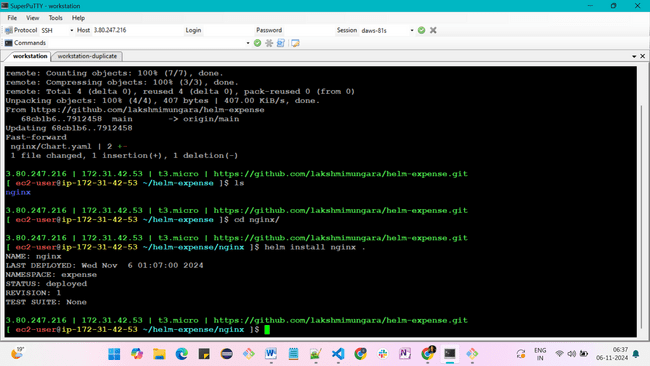 SuperPuTTY - workstation
File View Tools Help
Protocol SSH Host 3.80.247.216 Login Password Session daws-81s
Commands
workstation workstation-duplicate
remote: Counting objects: 100% (7/7), done.
remote: Compressing objects: 100% (3/3), done.
remote: Total 4 (delta 0), reused 4 (delta 0), pack-reused 0 (from 0)
Unpacking objects: 100% (4/4), 407 bytes | 407.00 KiB/s, done.
From https://github.com/lakshmimungara/helm-expense
68cb1b6..7912458 main -> origin/main
Updating 68cb1b6..7912458
Fast-forward
nginx/Chart.yaml | 2 +-
1 file changed, 1 insertion(+), 1 deletion(-)
3.80.247.216 | 172.31.42.53 | t3.micro | https://github.com/lakshmimungara/helm-expense.git
[ ec2-user@ip-172-31-42-53 ~/helm-expense ]$ ls
nginx
3.80.247.216 | 172.31.42.53 | t3.micro | https://github.com/lakshmimungara/helm-expense.git
[ ec2-user@ip-172-31-42-53 ~/helm-expense ]$ cd nginx/
3.80.247.216 | 172.31.42.53 | t3.micro | https://github.com/lakshmimungara/helm-expense.git
[ ec2-user@ip-172-31-42-53 ~/helm-expense/nginx ]$ helm install nginx .
NAME: nginx
LAST DEPLOYED: Wed Nov 6 01:07:00 2024
NAMESPACE: expense
STATUS: deployed
REVISION: 1
TEST SUITE: None
3.80.247.216 | 172.31.42.53 | t3.micro | https://github.com/lakshmimungara/helm-expense.git
[ ec2-user@ip-172-31-42-53 ~/helm-expense/nginx ]$
19°
ENG
IN
06:37
06-11-2024